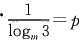 · 1/log_m 3 = p